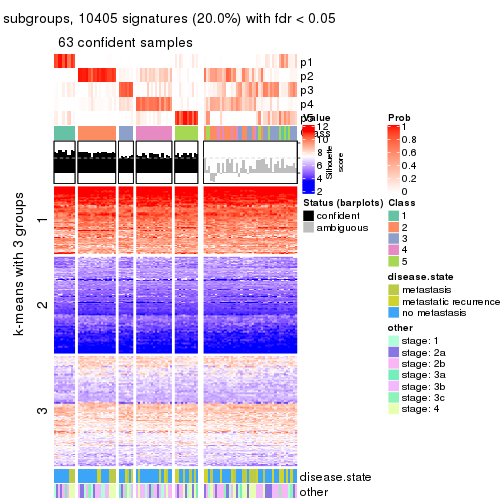 subgroups, 10405 signatures (20.0%) with fdr < 0.05
63 confident samples
p1
p2
p3
p4
p5
Class
k-means with 3 groups
1
2
3
Silhouette
score
disease.state
other
Value
12
10
8
6
4
2
Status (barplots)
confident
ambiguous
Prob
1
0.8
0.6
0.4
0.2
0
Class
1
2
3
4
5
disease.state
metastasis
metastatic recurrence
no metastasis
other
stage: 1
stage: 2a
stage: 2b
stage: 3a
stage: 3b
stage: 3c
stage: 4